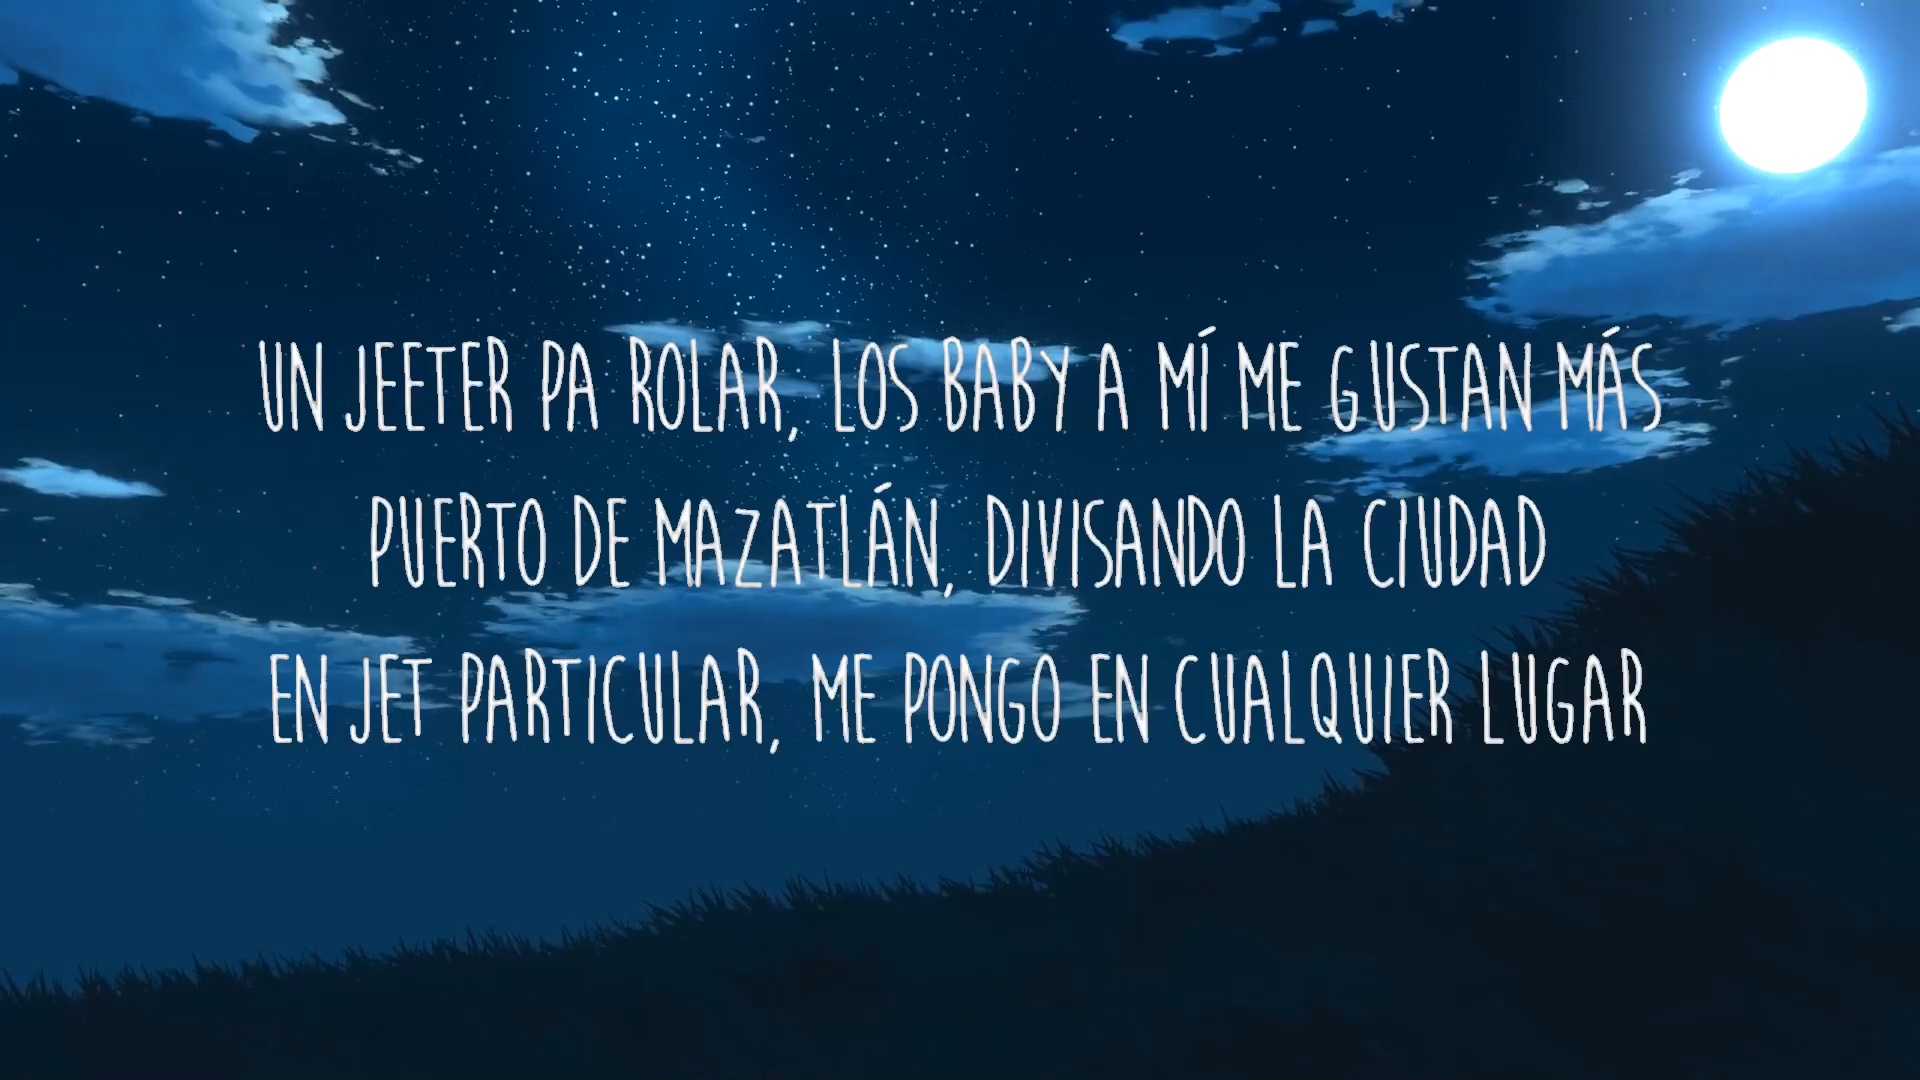 UN JEETER PA ROLAR, LOS BABY A MÍ ME GUSTAN MÁS
PUERTO DE MAZATLÁN, DIVISANDO LA CIUDAD
EN JET PARTICULAR, ME PONGO EN CUALQUIER LUGAR